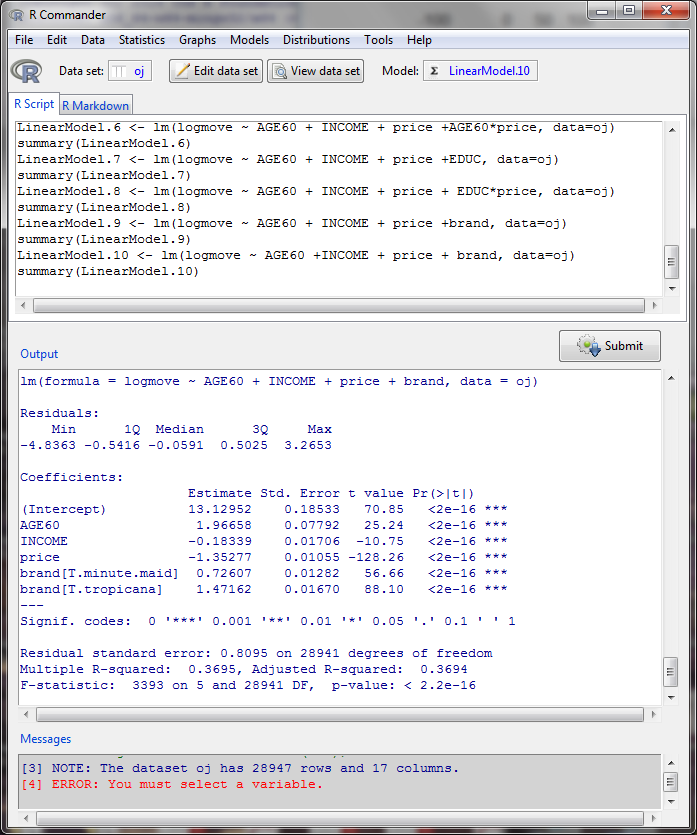 R Commander
File Edit Data Statistics Graphs Models Distributions Tools Help
R Data set: oj Edit data set View data set Model: Σ LinearModel.10
R Script R Markdown
LinearModel.6 <- lm(logmove ~ AGE60 + INCOME + price +AGE60*price, data=oj)
summary(LinearModel.6)
LinearModel.7 <- lm(logmove ~ AGE60 + INCOME + price +EDUC, data=oj)
summary(LinearModel.7)
LinearModel.8 <- lm(logmove ~ AGE60 + INCOME + price + EDUC*price, data=oj)
summary(LinearModel.8)
LinearModel.9 <- lm(logmove ~ AGE60 + INCOME + price +brand, data=oj)
summary(LinearModel.9)
LinearModel.10 <- lm(logmove ~ AGE60 +INCOME + price + brand, data=oj)
summary(LinearModel.10)
Submit
Output
lm(formula = logmove ~ AGE60 + INCOME + price + brand, data = oj)
Residuals:
Min 1Q Median 3Q Max
-4.8363 -0.5416 -0.0591 0.5025 3.2653
Coefficients:
Estimate Std. Error t value Pr(>|t|)
(Intercept) 13.12952 0.18533 70.85 <2e-16 ***
AGE60 1.96658 0.07792 25.24 <2e-16 ***
INCOME -0.18339 0.01706 -10.75 <2e-16 ***
price -1.35277 0.01055 -128.26 <2e-16 ***
brand[T.minute.maid] 0.72607 0.01282 56.66 <2e-16 ***
brand[T.tropicana] 1.47162 0.01670 88.10 <2e-16 ***
---
Signif. codes: 0 '***' 0.001 '**' 0.01 '*' 0.05 '.' 0.1 ' ' 1
Residual standard error: 0.8095 on 28941 degrees of freedom
Multiple R-squared: 0.3695, Adjusted R-squared: 0.3694
F-statistic: 3393 on 5 and 28941 DF, p-value: < 2.2e-16
Messages
[3] NOTE: The dataset oj has 28947 rows and 17 columns.
[4] ERROR: You must select a variable.